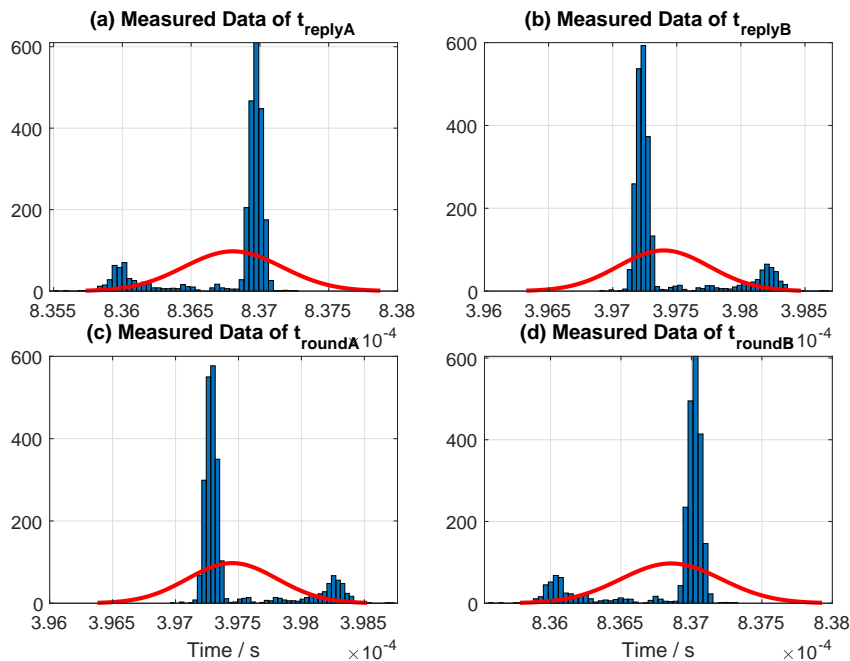 (a) Measured Data of t_replyA
600
400
200
0
8.355 8.36 8.365 8.37 8.375 8.38
×10^-4
(b) Measured Data of t_replyB
600
400
200
0
3.96 3.965 3.97 3.975 3.98 3.985
×10^-4
(c) Measured Data of t_roundA
600
400
200
0
3.96 3.965 3.97 3.975 3.98 3.985
Time / s
×10^-4
(d) Measured Data of t_roundB
600
400
200
0
8.36 8.365 8.37 8.375 8.38
Time / s
×10^-4